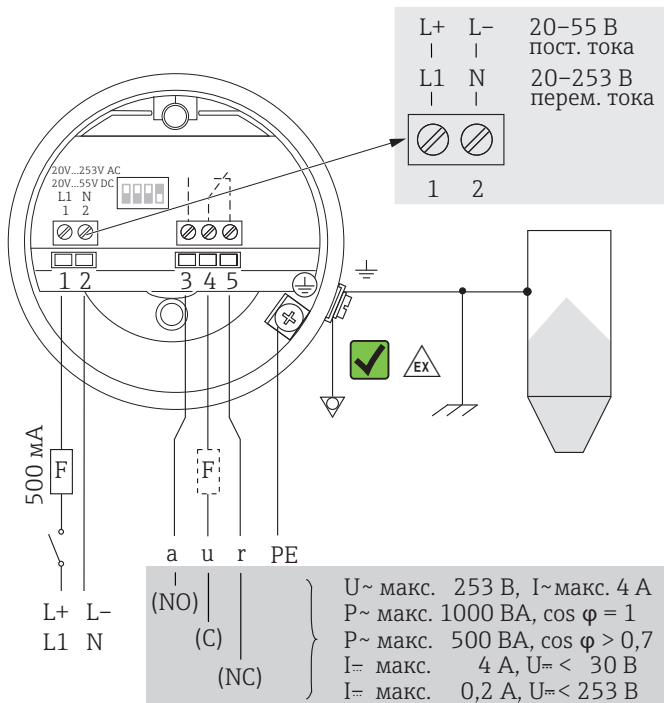 L+ L– 20–55 В
пост. тока
L1 N 20–253 В
перем. тока
1 2
20V...253V AC
20V...55V DC
L1 N
1 2
1 2 3 4 5
EX
500 мА
F
F
a u r PE
L+ L–
L1 N
(NO)
(C)
(NC)
U~ макс. 253 В, I~макс. 4 А
P~ макс. 1000 ВА, cos φ = 1
P~ макс. 500 ВА, cos φ > 0,7
I⎓ макс. 4 А, U⎓ < 30 В
I⎓ макс. 0,2 А, U⎓ < 253 В